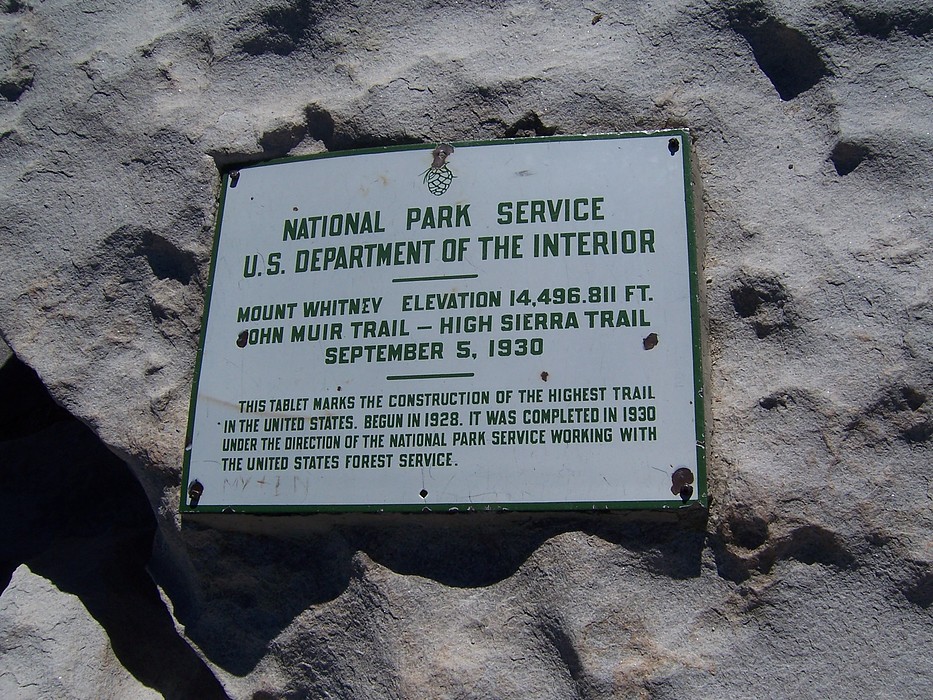 NATIONAL PARK SERVICE
U.S. DEPARTMENT OF THE INTERIOR
MOUNT WHITNEY ELEVATION 14,496.811 FT.
JOHN MUIR TRAIL – HIGH SIERRA TRAIL
SEPTEMBER 5, 1930
THIS TABLET MARKS THE CONSTRUCTION OF THE HIGHEST TRAIL
IN THE UNITED STATES. BEGUN IN 1928. IT WAS COMPLETED IN 1930
UNDER THE DIRECTION OF THE NATIONAL PARK SERVICE WORKING WITH
THE UNITED STATES FOREST SERVICE.